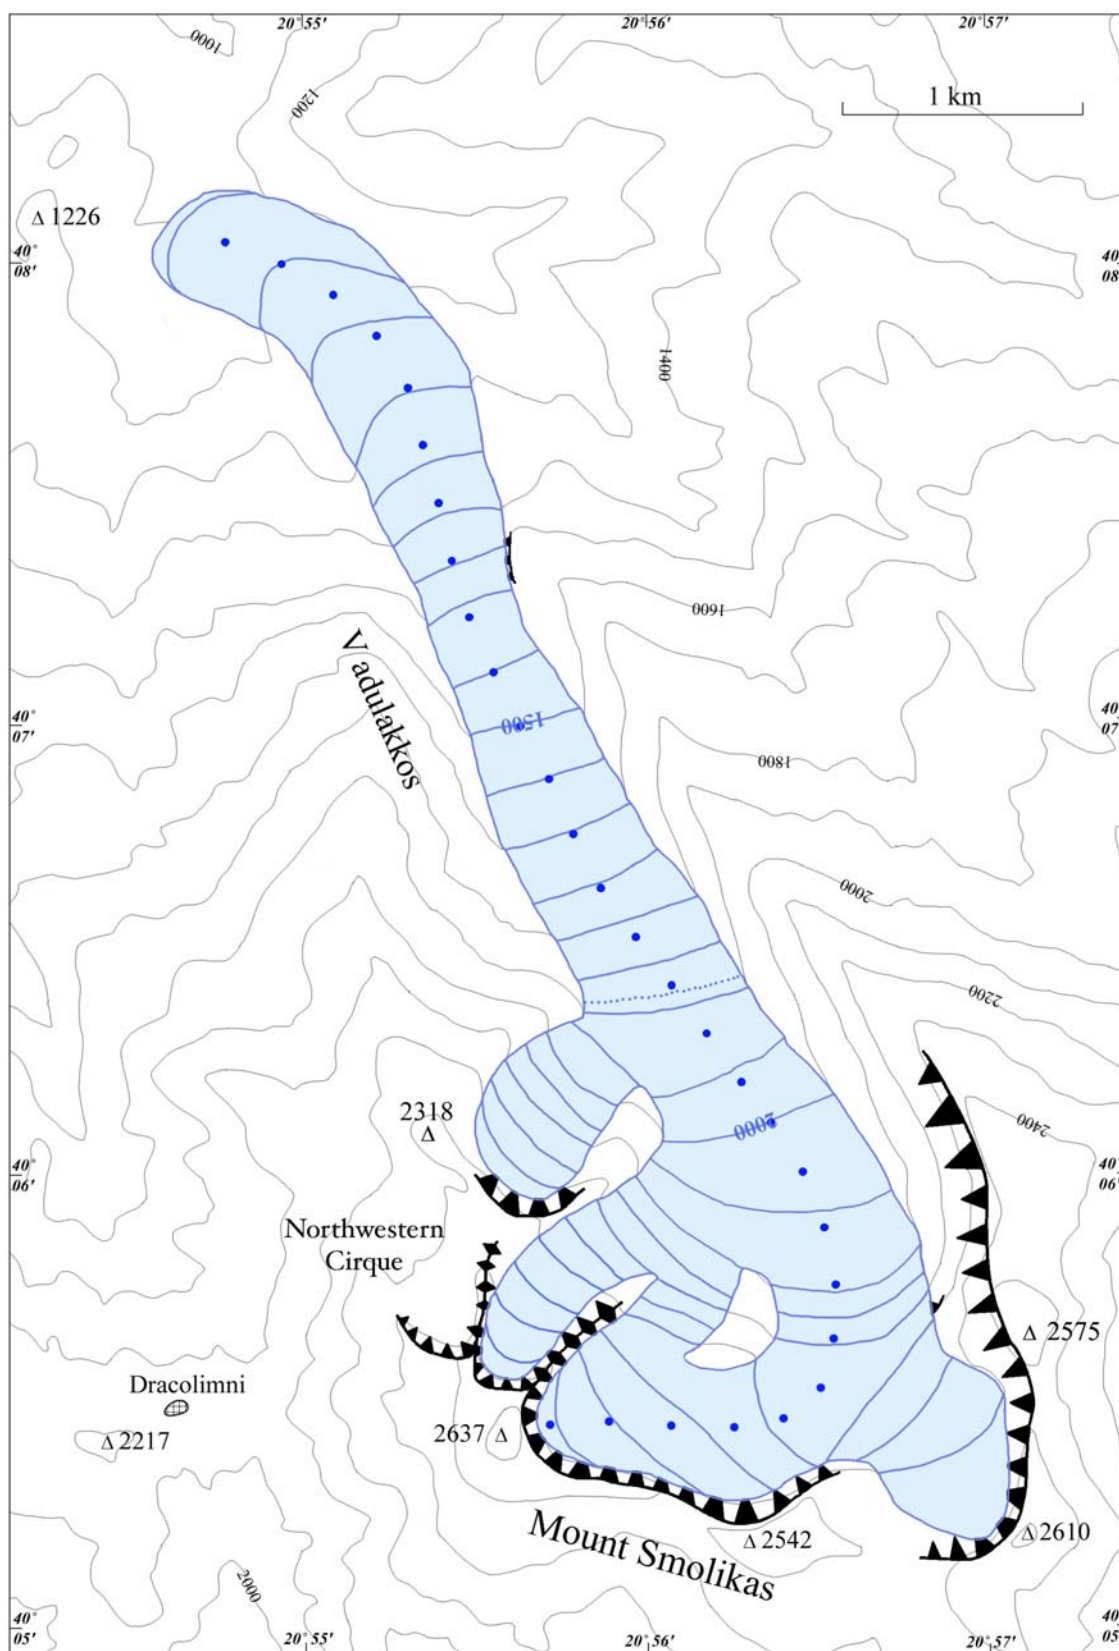 20°55′ 20°56′ 20°57′
1000
1200
1 km
Δ 1226
40°
08′
40
08
1400
1600
Vadulakkos
40°
07′
40
07
1500
1800
2000
2200
2318
Δ
2000
2400
40°
06′
40
06
Northwestern
Cirque
Δ 2575
Dracolimni
Δ 2217
2637 Δ
Mount Smolikas
Δ 2542
Δ 2610
2000
40°
05′
40
05
20°55′ 20°56′ 20°57′